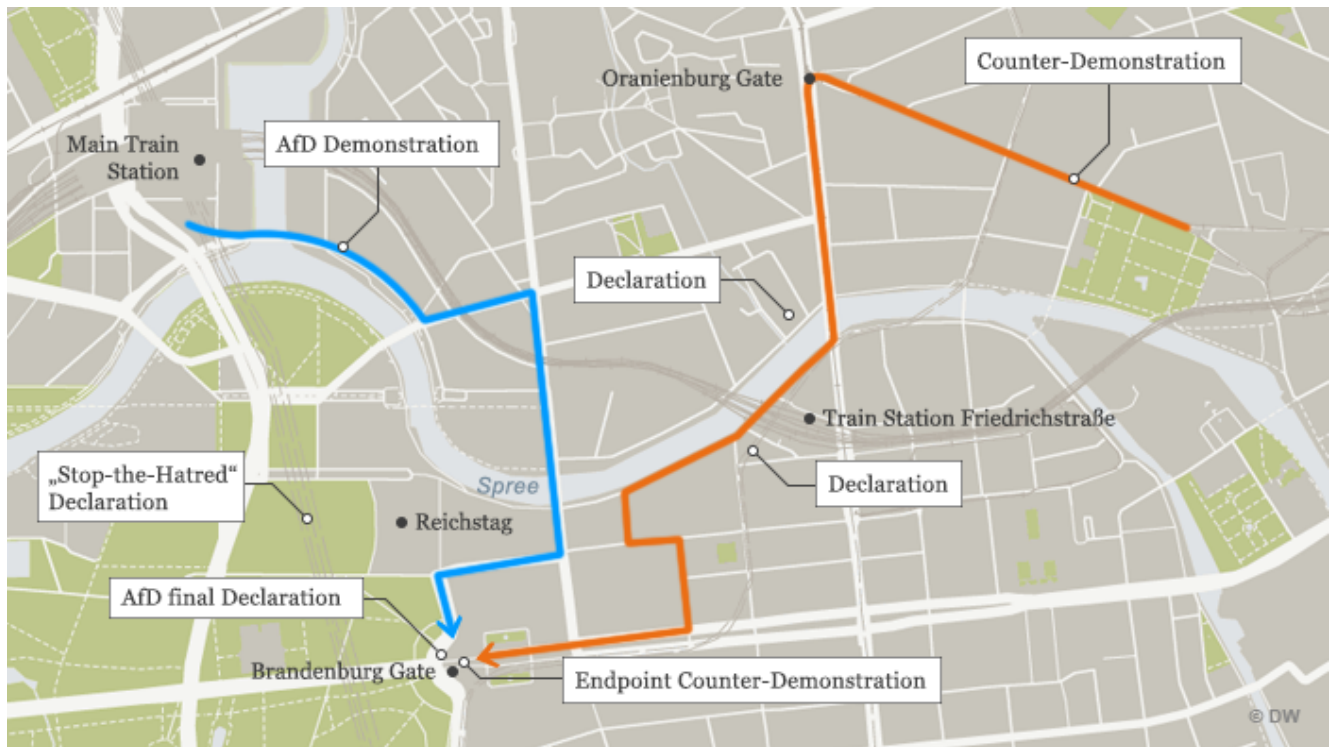 Counter-Demonstration
Oranienburg Gate
Main Train
Station
AfD Demonstration
Declaration
Train Station Friedrichstraße
„Stop-the-Hatred“
Declaration
Spree
Declaration
Reichstag
AfD final Declaration
Brandenburg Gate
Endpoint Counter-Demonstration
© DW